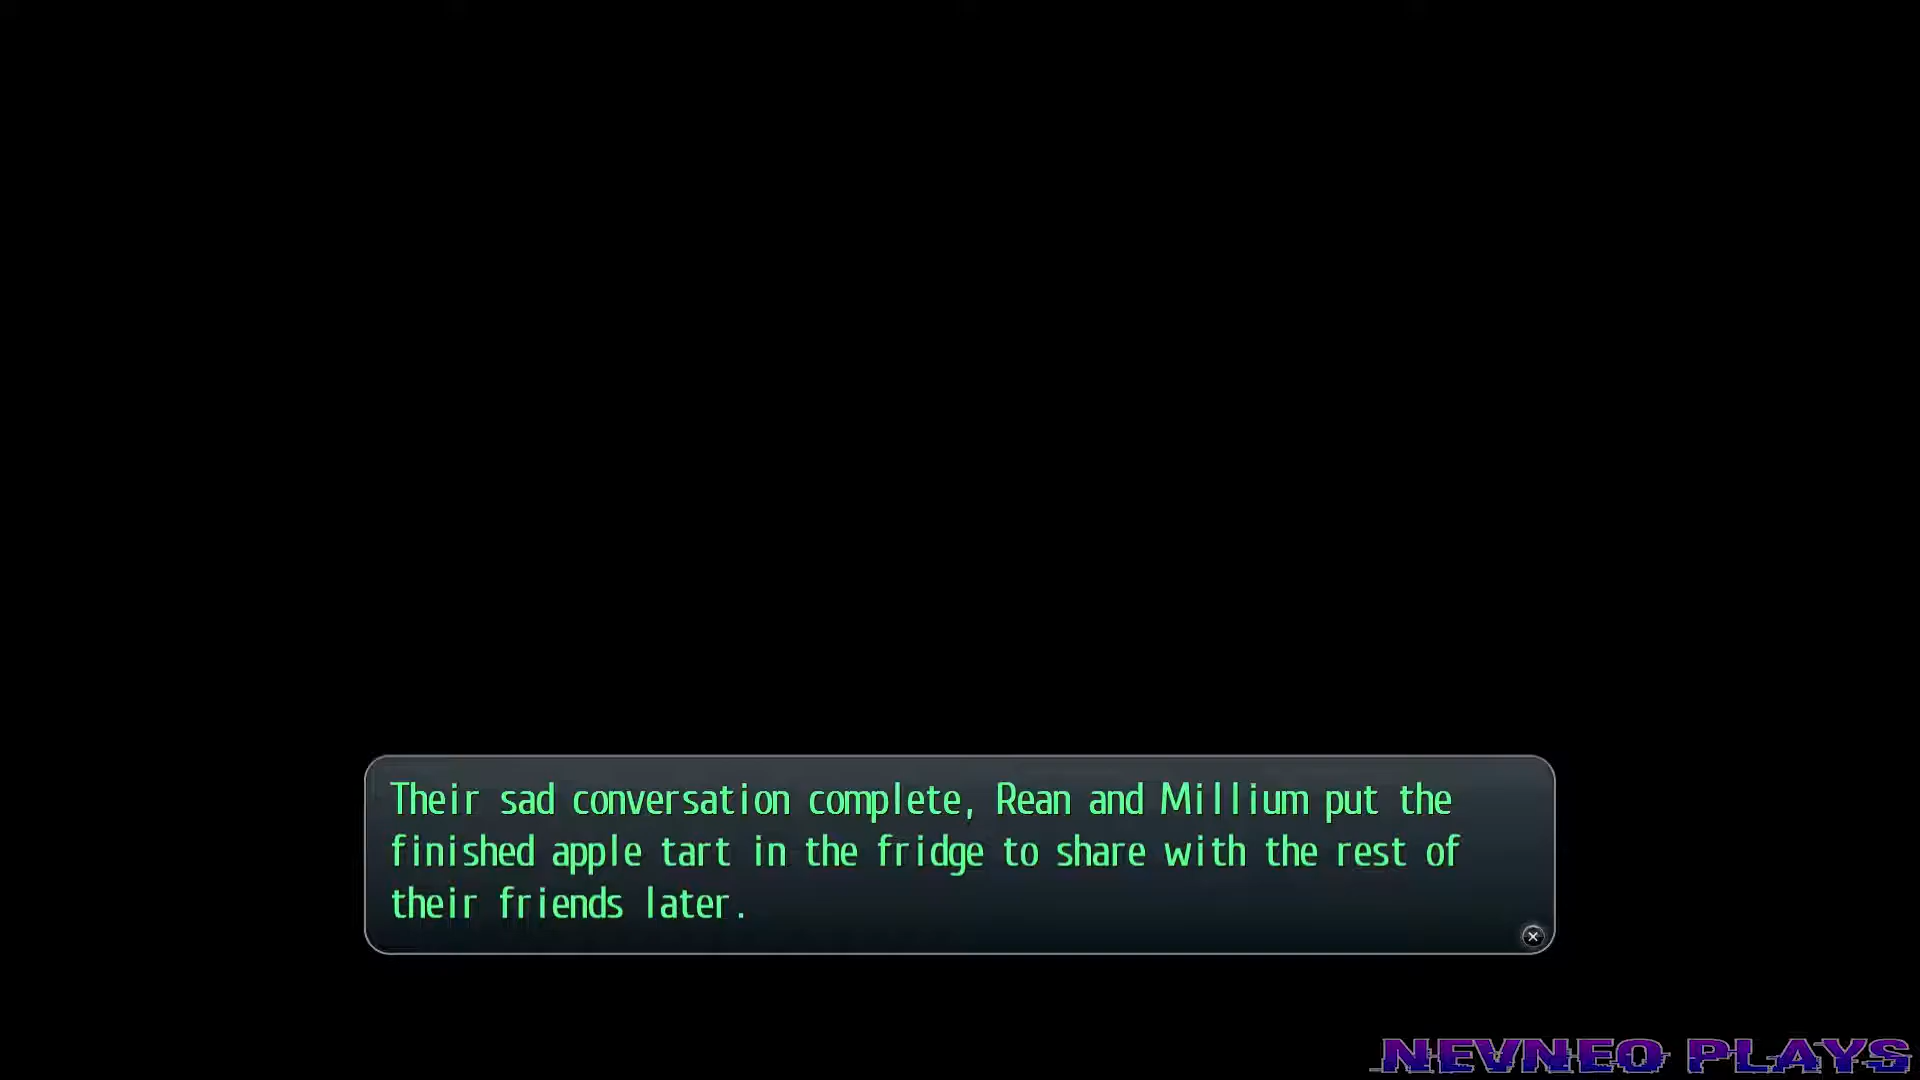 Their sad conversation complete, Rean and Millium put the
finished apple tart in the fridge to share with the rest of
their friends later.
NEVNEO PLAYS